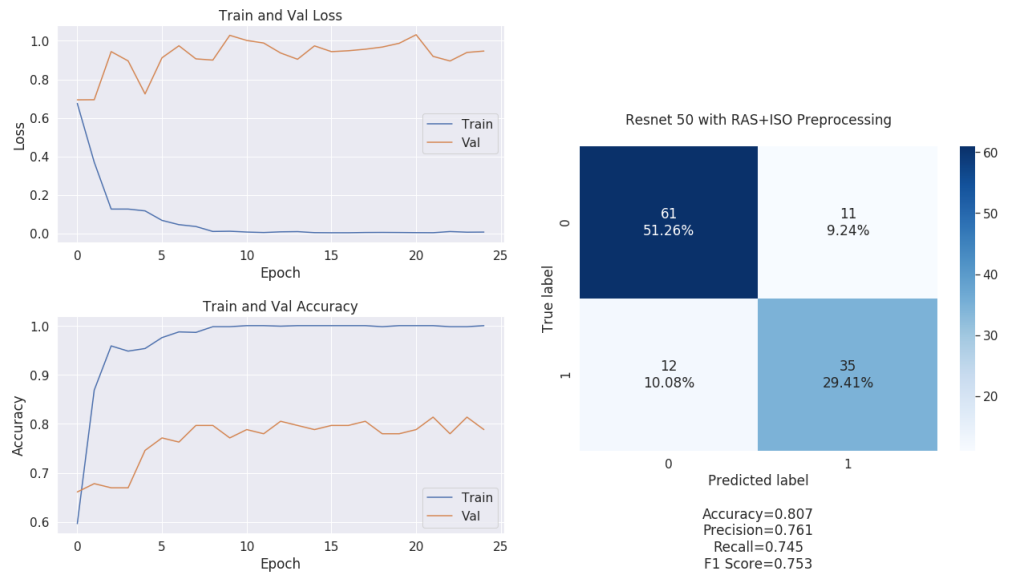 Train and Val Loss
1.0
0.8
0.6
0.4
0.2
0.0
Loss
Train
Val
0 5 10 15 20 25
Epoch
Train and Val Accuracy
1.0
0.9
0.8
0.7
0.6
Accuracy
Train
Val
0 5 10 15 20 25
Epoch
Resnet 50 with RAS+ISO Preprocessing
True label
0
1
61
51.26%
11
9.24%
12
10.08%
35
29.41%
0 1
Predicted label
60
50
40
30
20
Accuracy=0.807
Precision=0.761
Recall=0.745
F1 Score=0.753